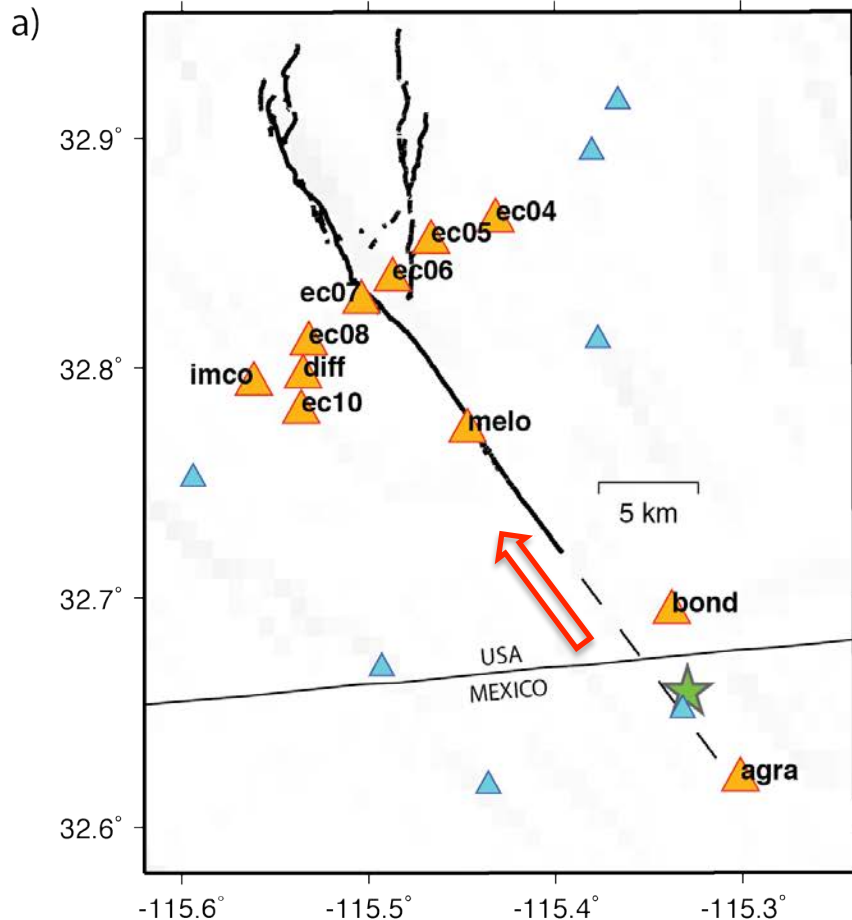 a)
32.9°
32.8°
32.7°
32.6°
ec04
ec05
ec06
ec07
ec08
imco
diff
ec10
melo
5 km
bond
USA
MEXICO
agra
-115.6°
-115.5°
-115.4°
-115.3°